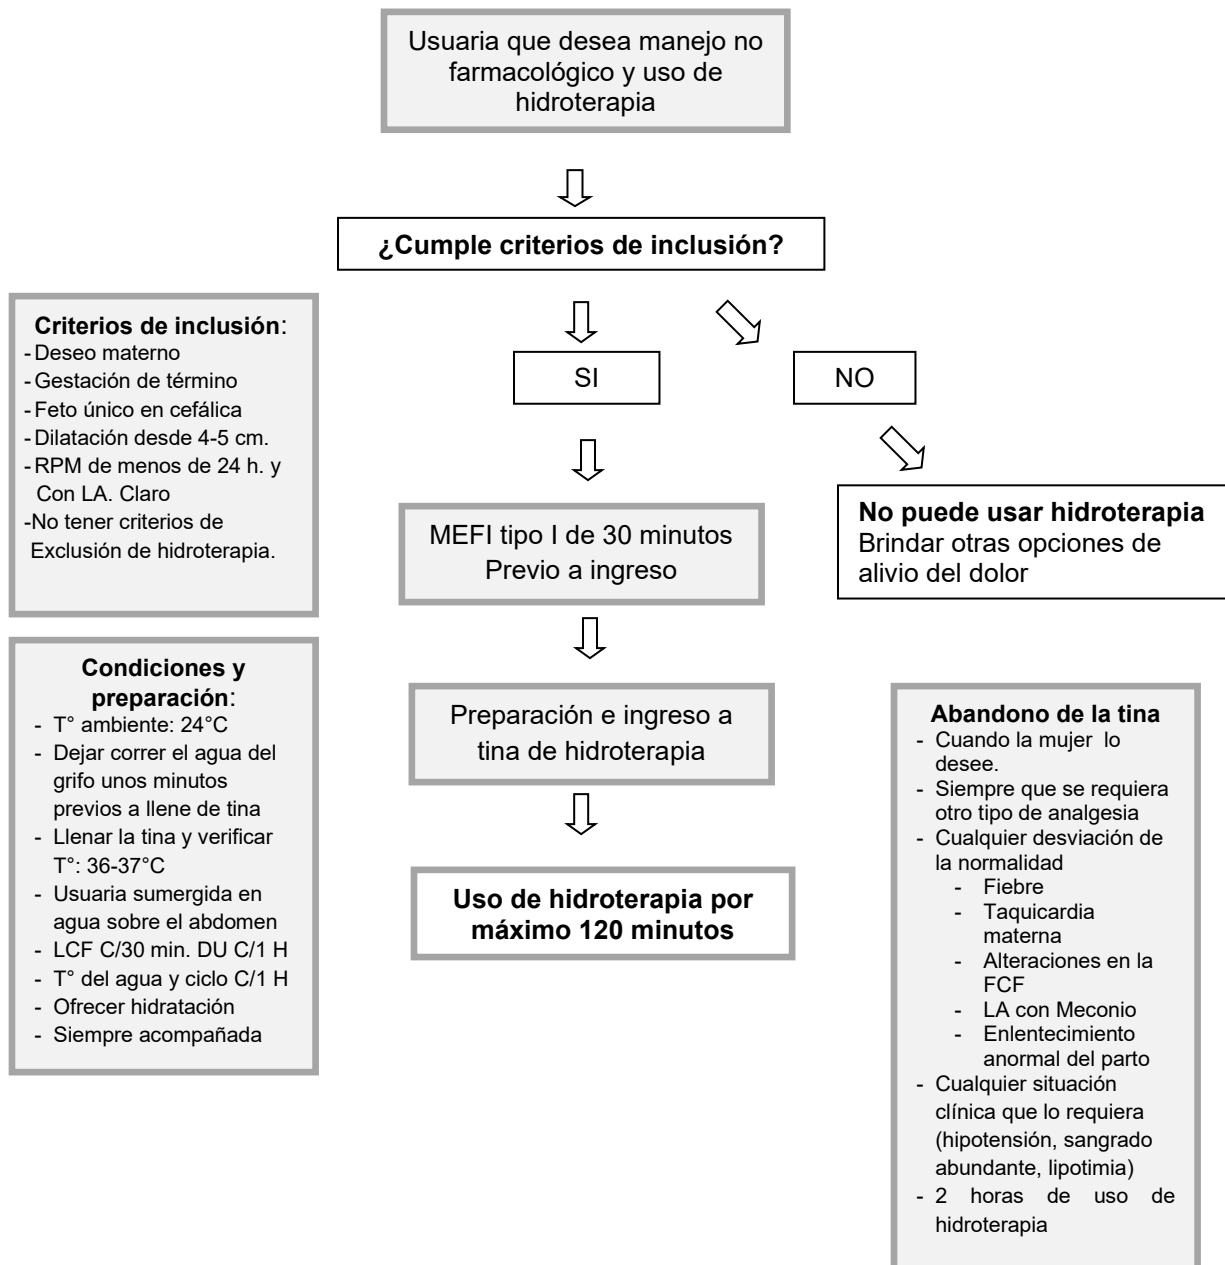 Usuaria que desea manejo no
farmacológico y uso de
hidroterapia
¿Cumple criterios de inclusión?
SI
NO
Criterios de inclusión:
- Deseo materno
- Gestación de término
- Feto único en cefálica
- Dilatación desde 4-5 cm.
- RPM de menos de 24 h. y
Con LA. Claro
-No tener criterios de
Exclusión de hidroterapia.
MEFI tipo I de 30 minutos
Previo a ingreso
No puede usar hidroterapia
Brindar otras opciones de
alivio del dolor
Condiciones y
preparación:
- T° ambiente: 24°C
- Dejar correr el agua del
grifo unos minutos
previos a llene de tina
- Llenar la tina y verificar
T°: 36-37°C
- Usuaria sumergida en
agua sobre el abdomen
- LCF C/30 min. DU C/1 H
- T° del agua y ciclo C/1 H
- Ofrecer hidratación
- Siempre acompañada
Preparación e ingreso a
tina de hidroterapia
Uso de hidroterapia por
máximo 120 minutos
Abandono de la tina
- Cuando la mujer lo
desee.
- Siempre que se requiera
otro tipo de analgesia
- Cualquier desviación de
la normalidad
- Fiebre
- Taquicardia
materna
- Alteraciones en la
FCF
- LA con Meconio
- Enlentecimiento
anormal del parto
- Cualquier situación
clínica que lo requiera
(hipotensión, sangrado
abundante, lipotimia)
- 2 horas de uso de
hidroterapia